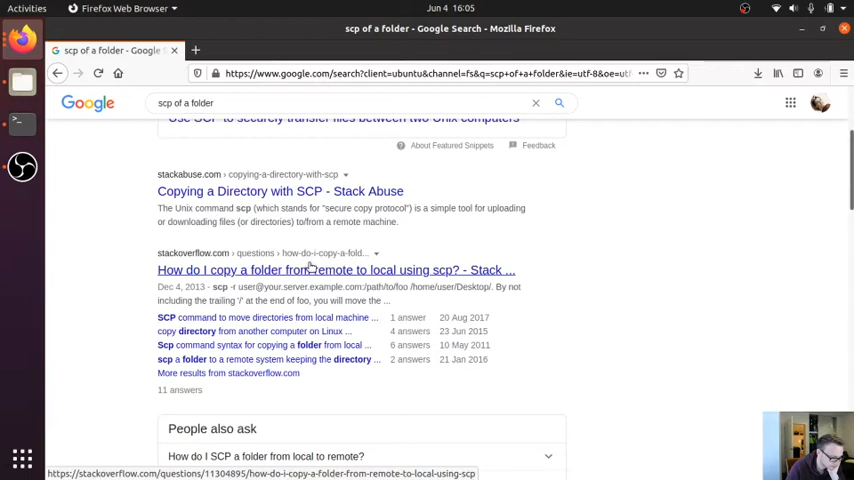 Activities
Firefox Web Browser
Jun 4 16:05
scp of a folder - Google Search - Mozilla Firefox
scp of a folder - Google S
https://www.google.com/search?client=ubuntu&channel=fs&q=scp+of+a+folder&ie=utf-8&oe=ut
Google
scp of a folder
Use SCP to securely transfer files between two Unix computers
About Featured Snippets
Feedback
stackabuse.com › copying-a-directory-with-scp
Copying a Directory with SCP - Stack Abuse
The Unix command scp (which stands for "secure copy protocol") is a simple tool for uploading
or downloading files (or directories) to/from a remote machine.
stackoverflow.com › questions › how-do-i-copy-a-fold...
How do I copy a folder from remote to local using scp? - Stack ...
Dec 4, 2013 - scp -r user@your.server.example.com:/path/to/foo /home/user/Desktop/. By not
including the trailing '/' at the end of foo, you will move the ...
SCP command to move directories from local machine ... 1 answer 20 Aug 2017
copy directory from another computer on Linux ... 4 answers 23 Jun 2015
Scp command syntax for copying a folder from local ... 6 answers 10 May 2011
scp a folder to a remote system keeping the directory ... 2 answers 21 Jan 2016
More results from stackoverflow.com
11 answers
People also ask
How do I SCP a folder from local to remote?
https://stackoverflow.com/questions/11304895/how-do-i-copy-a-folder-from-remote-to-local-using-scp